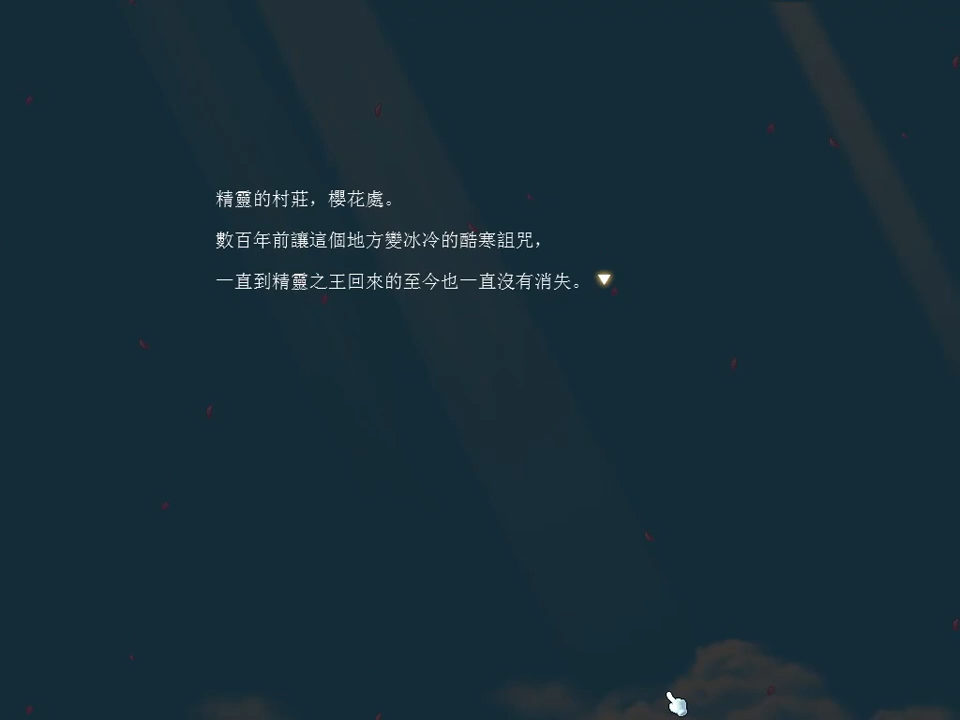 精靈的村莊，櫻花處。
數百年前讓這個地方變冰冷的酷寒詛咒，
一直到精靈之王回來的至今也一直沒有消失。